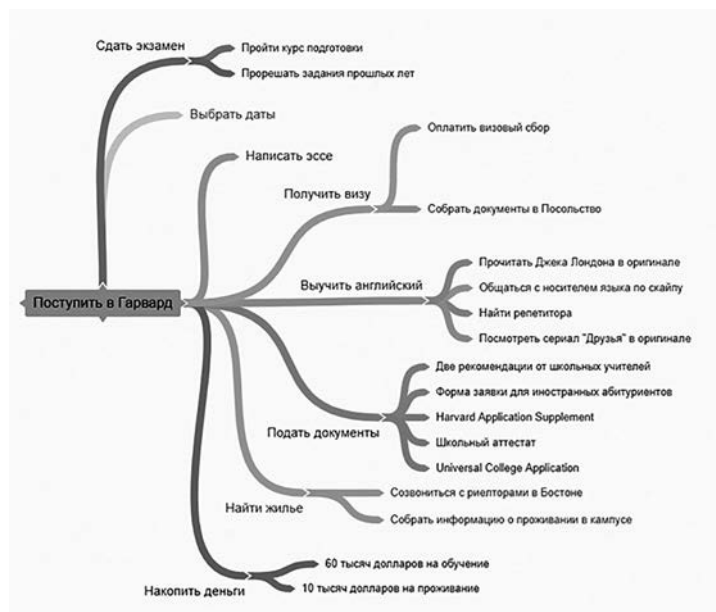 Сдать экзамен
Пройти курс подготовки
Прорешать задания прошлых лет
Выбрать даты
Написать эссе
Получить визу
Оплатить визовый сбор
Собрать документы в Посольство
Поступить в Гарвард
Выучить английский
Прочитать Джека Лондона в оригинале
Общаться с носителем языка по скайпу
Найти репетитора
Посмотреть сериал "Друзья" в оригинале
Подать документы
Две рекомендации от школьных учителей
Форма заявки для иностранных абитуриентов
Harvard Application Supplement
Школьный аттестат
Universal College Application
Найти жилье
Созвониться с риелторами в Бостоне
Собрать информацию о проживании в кампусе
Накопить деньги
60 тысяч долларов на обучение
10 тысяч долларов на проживание